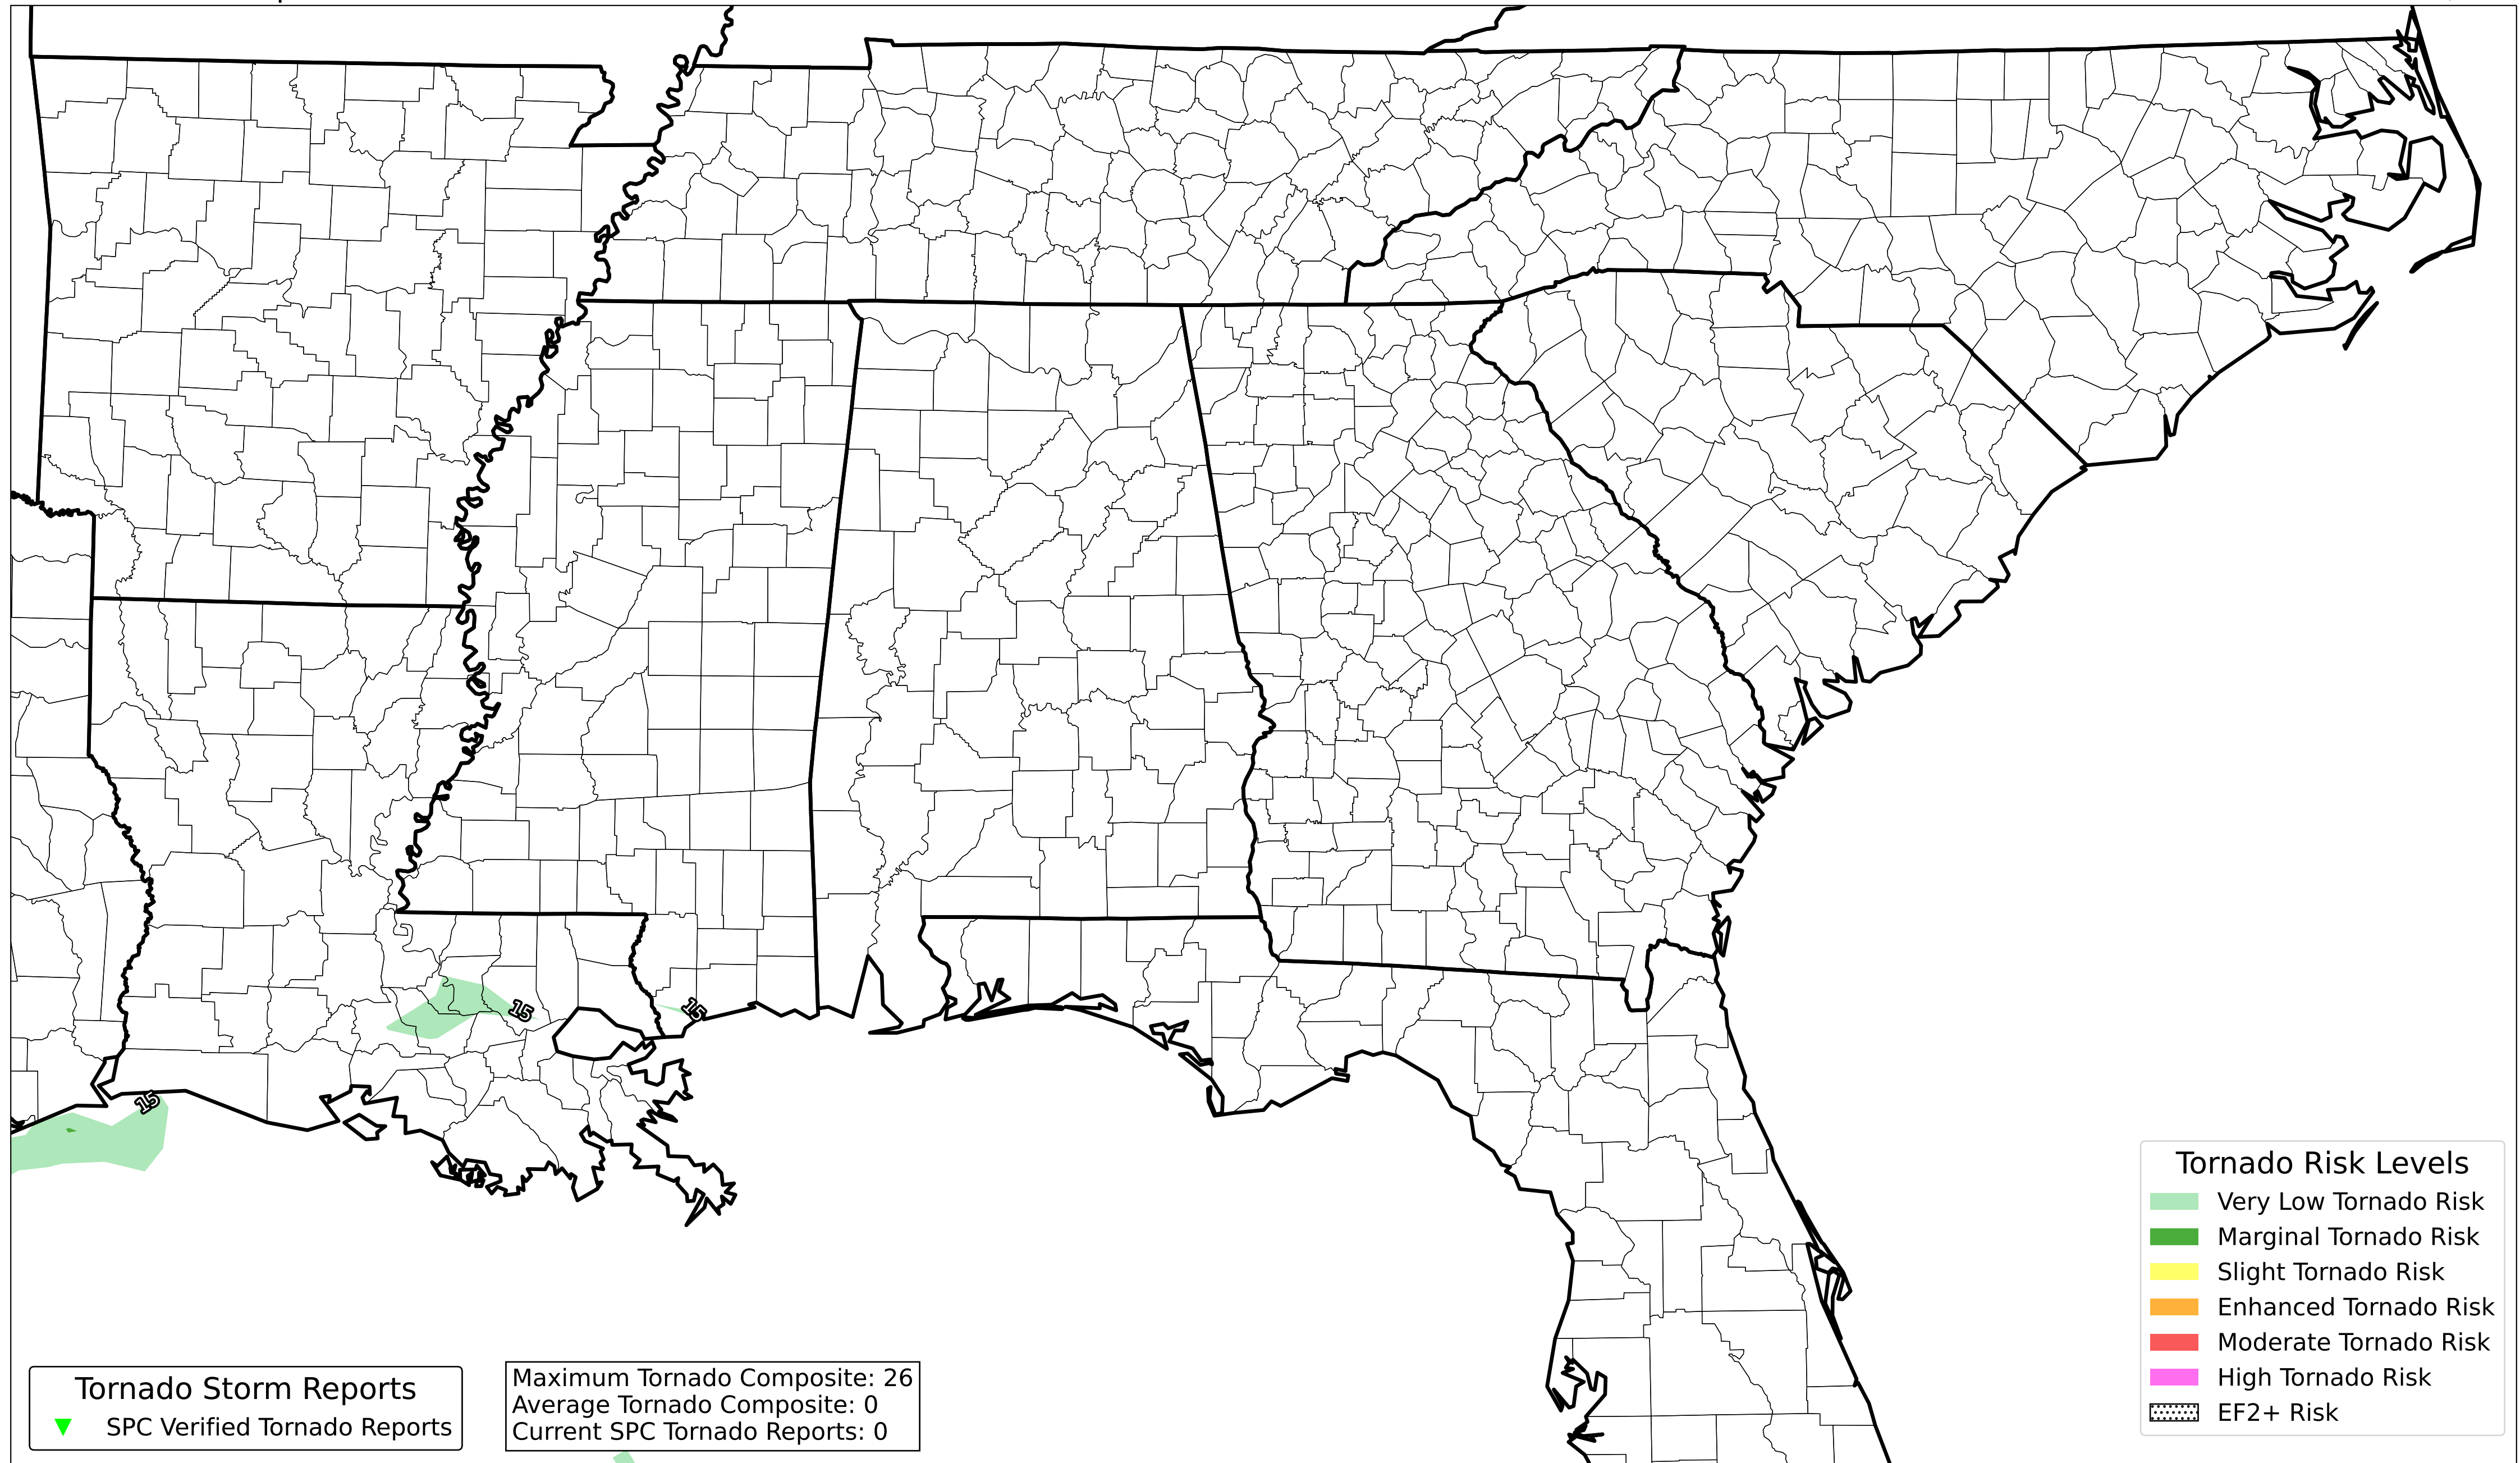 15
15
15
Tornado Risk Levels
Very Low Tornado Risk
Marginal Tornado Risk
Slight Tornado Risk
Enhanced Tornado Risk
Moderate Tornado Risk
High Tornado Risk
EF2+ Risk
Tornado Storm Reports
SPC Verified Tornado Reports
Maximum Tornado Composite: 26
Average Tornado Composite: 0
Current SPC Tornado Reports: 0